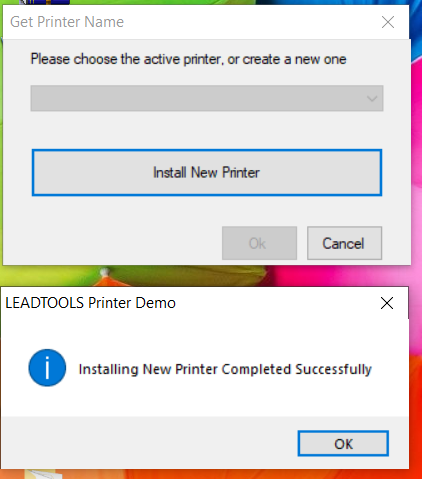 Get Printer Name
Please choose the active printer, or create a new one
Install New Printer
Ok Cancel
LEADTOOLS Printer Demo
Installing New Printer Completed Successfully
OK